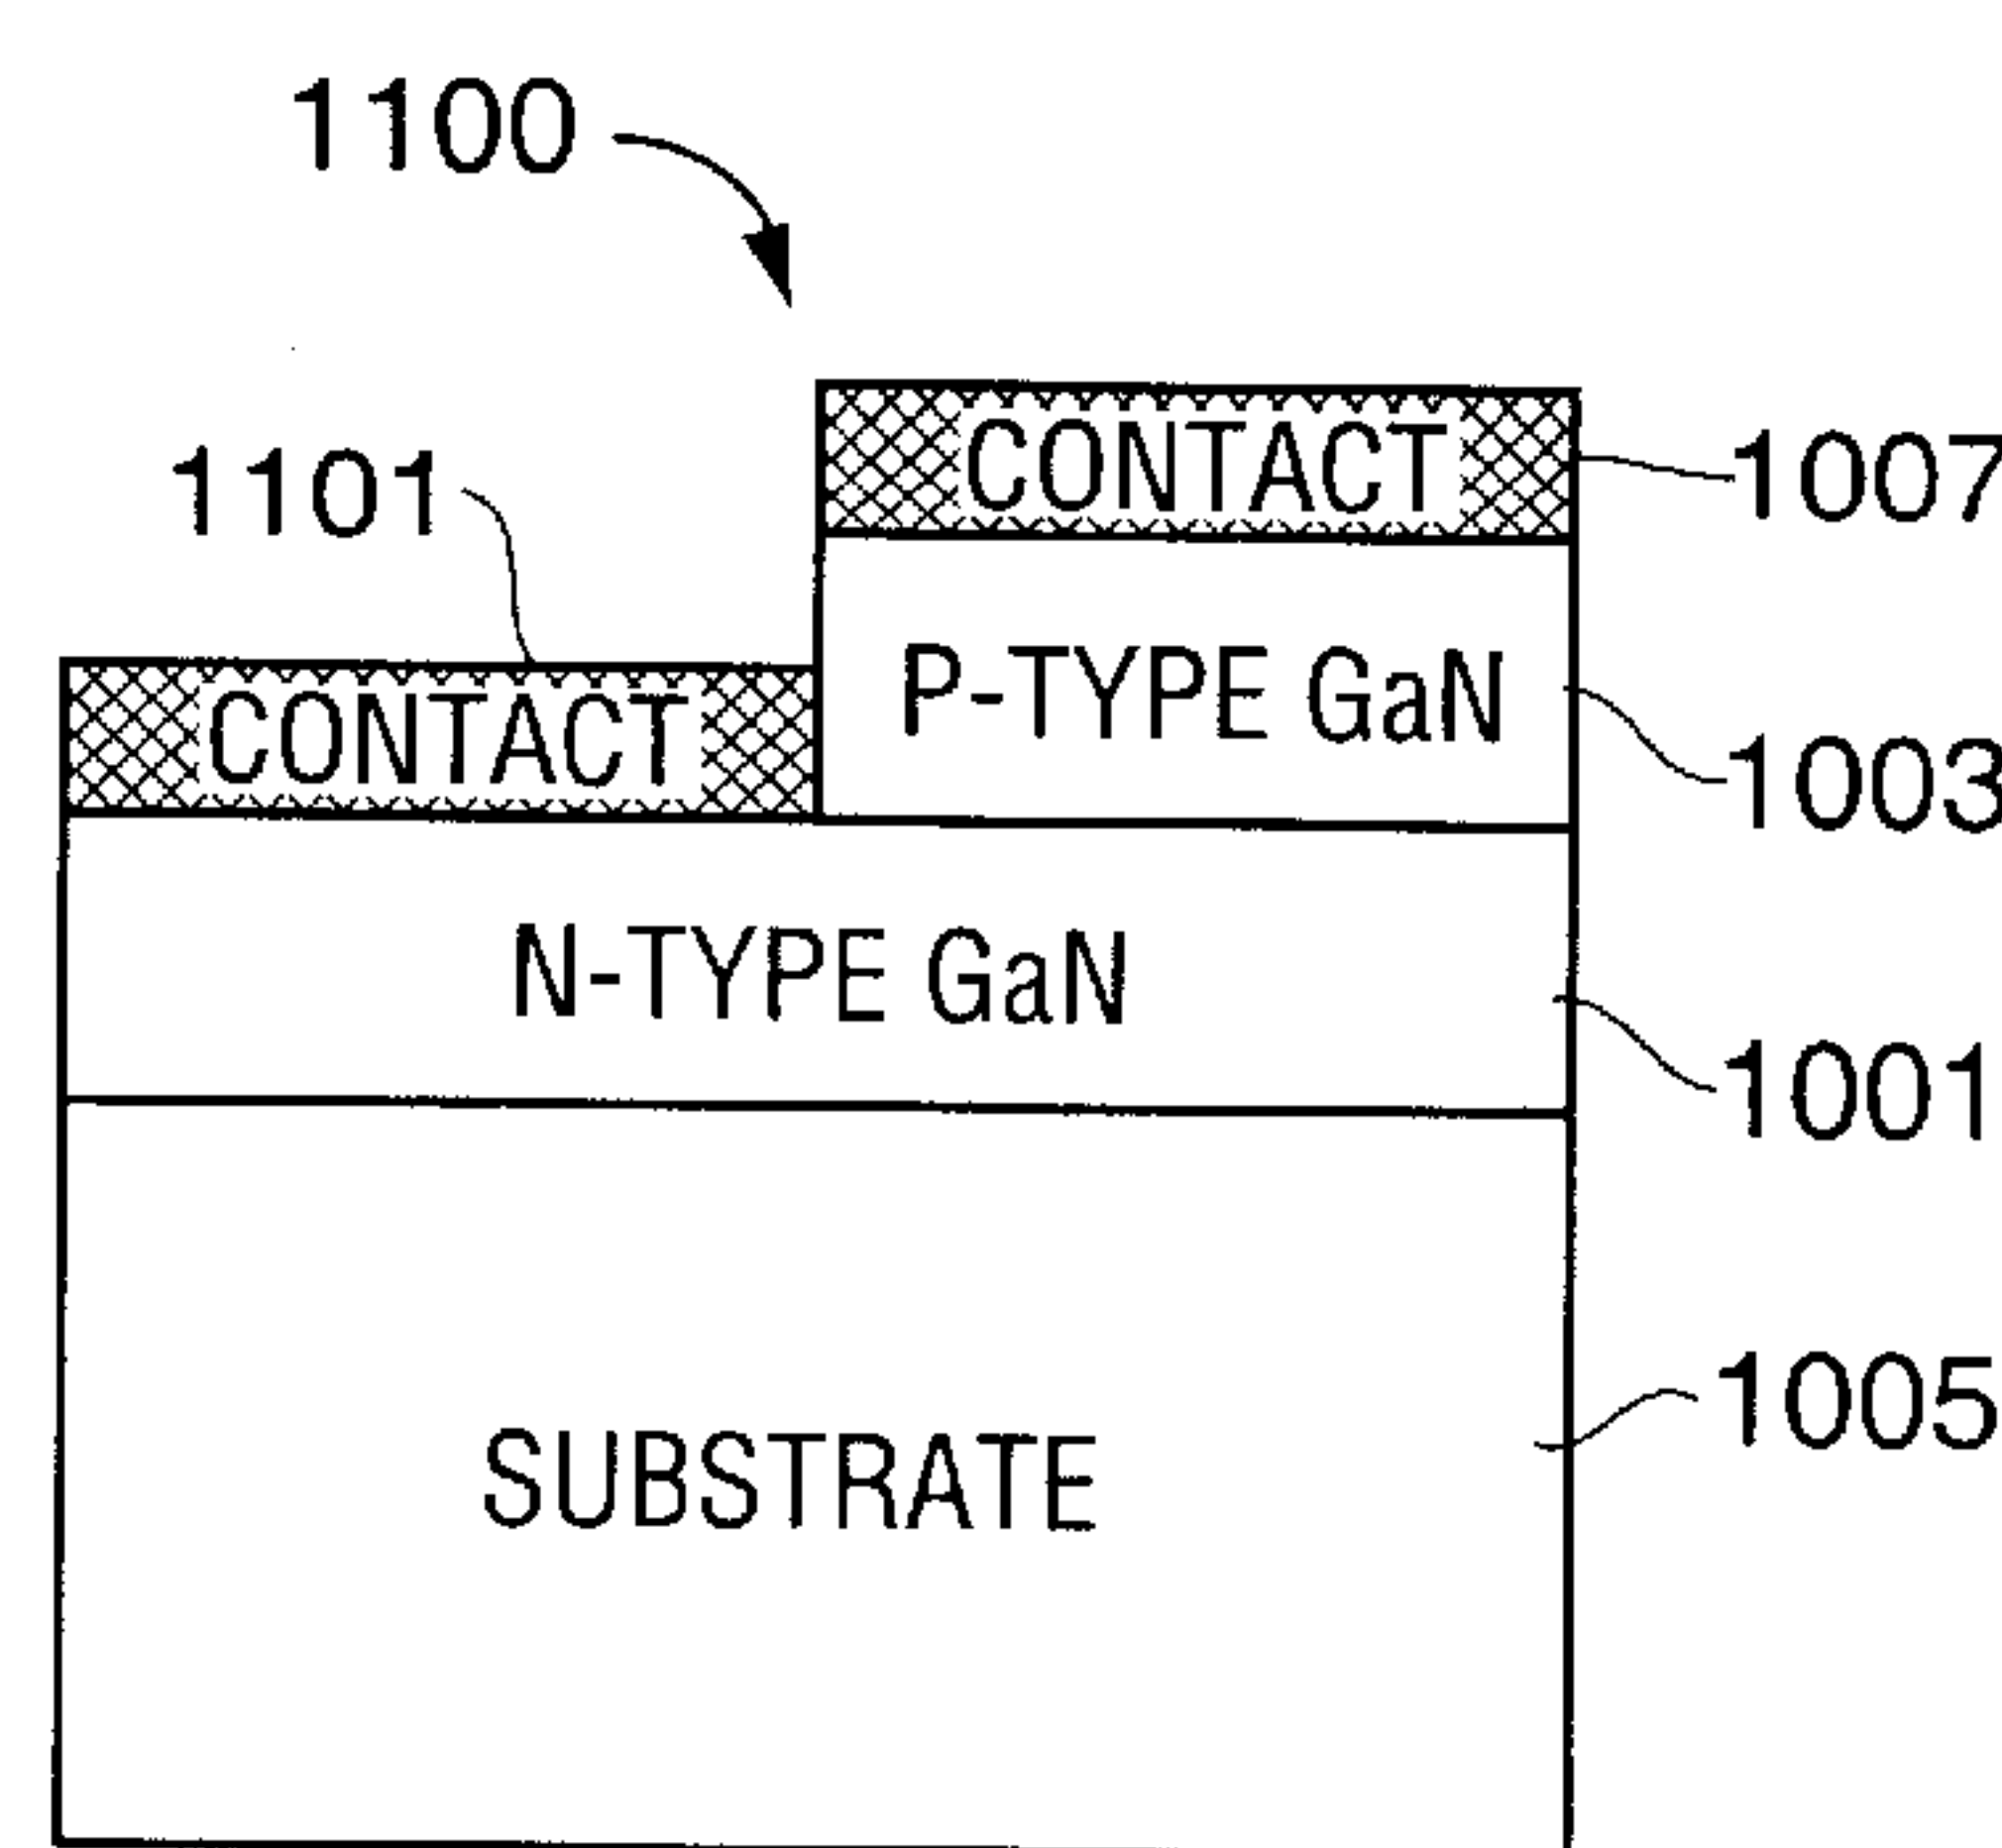 1100
CONTACT
1007
1101
P-TYPE GaN
CONTACT
1003
N-TYPE GaN
1001
1005
SUBSTRATE